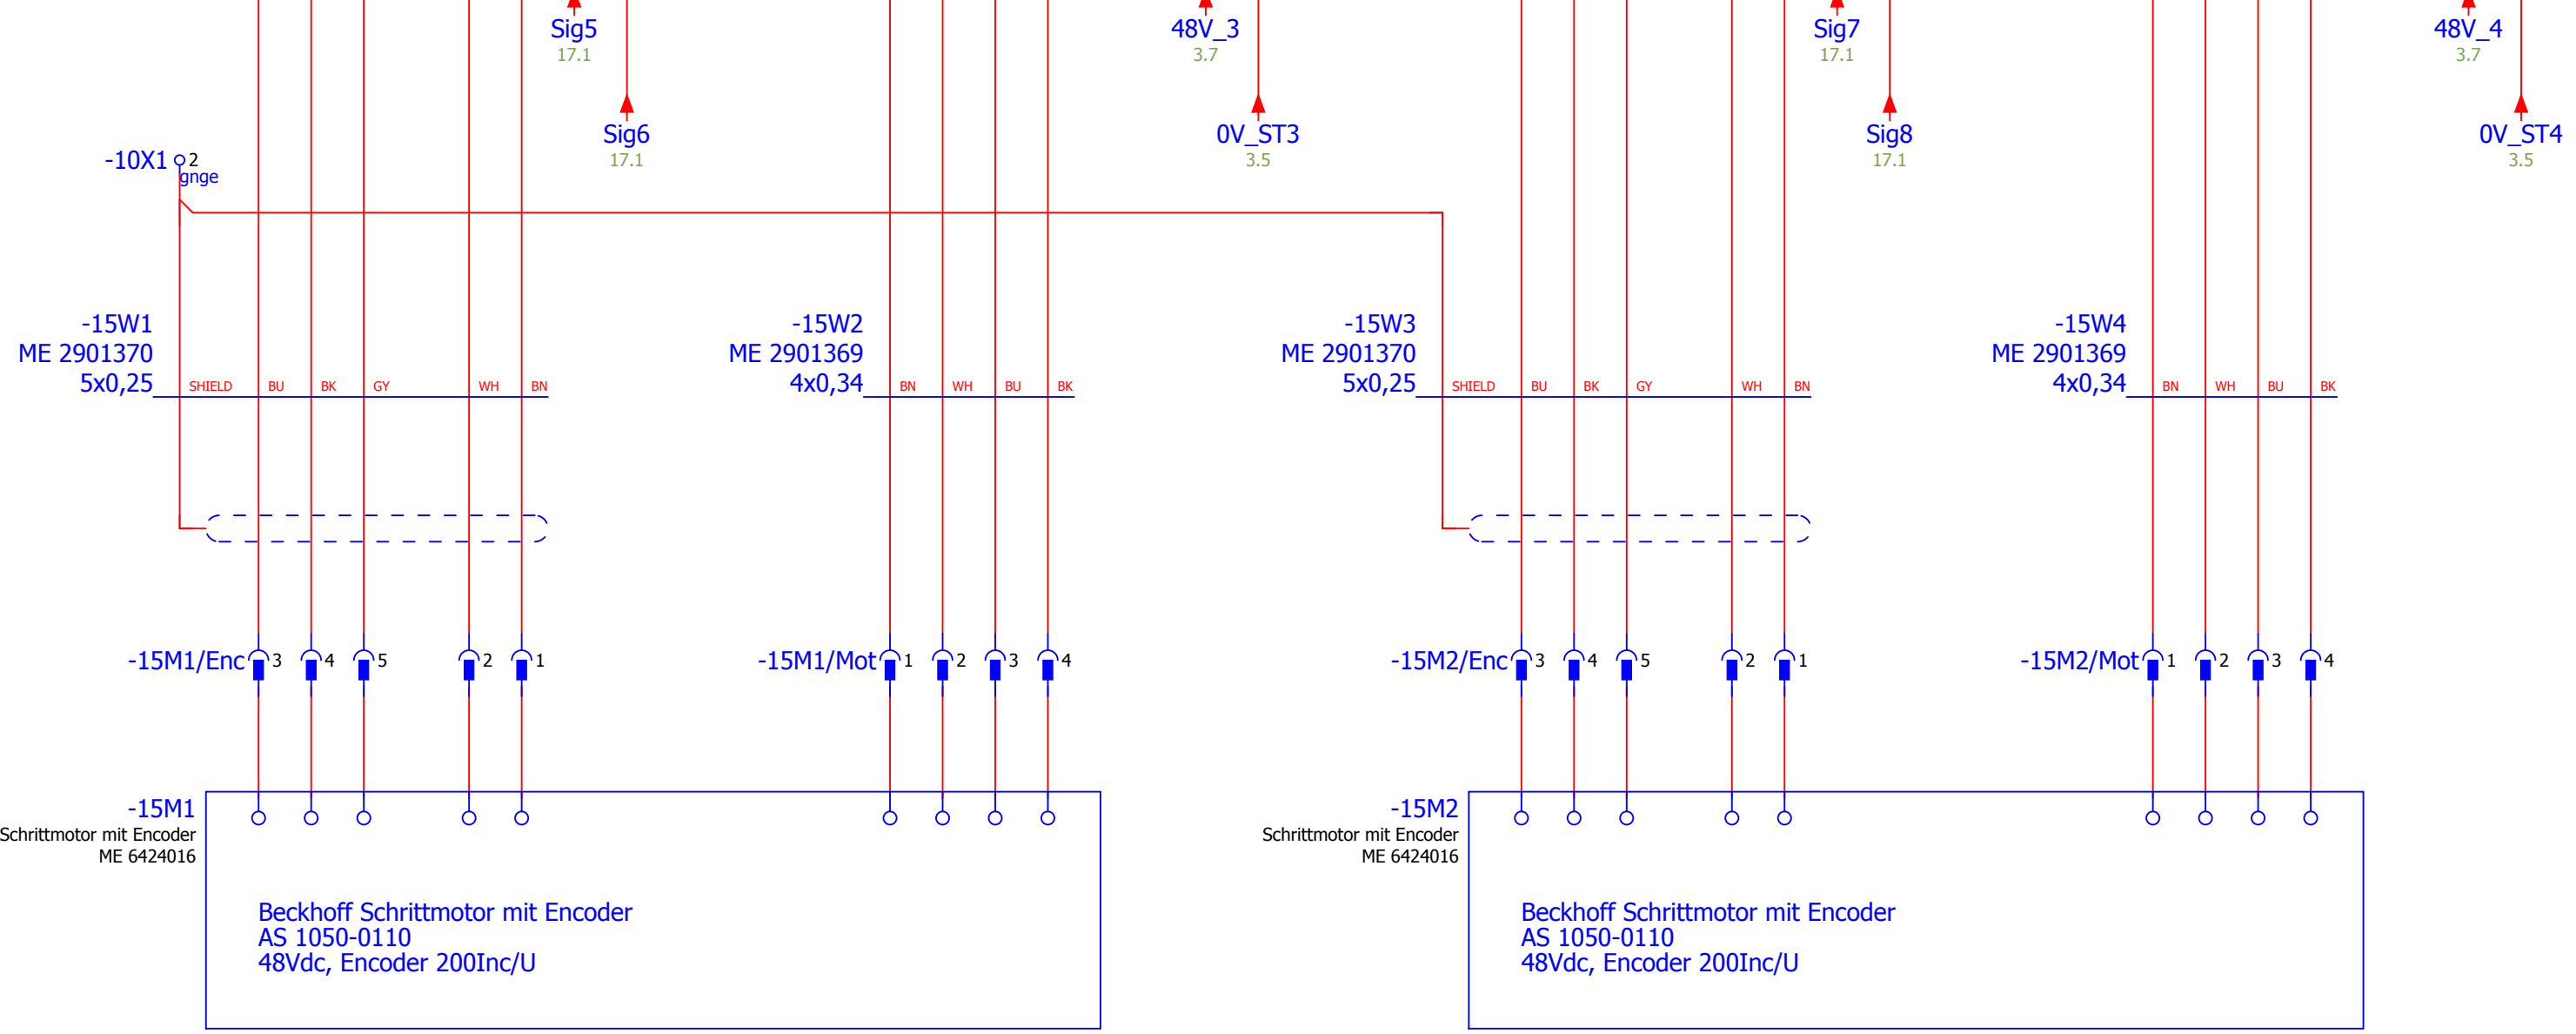 Sig5
17.1
48V_3
3.7
Sig7
17.1
48V_4
3.7
Sig6
17.1
0V_ST3
3.5
Sig8
17.1
0V_ST4
3.5
-10X1 2
gnge
-15W1
ME 2901370
5x0,25
SHIELD BU BK GY WH BN
-15W2
ME 2901369
4x0,34
BN WH BU BK
-15W3
ME 2901370
5x0,25
SHIELD BU BK GY WH BN
-15W4
ME 2901369
4x0,34
BN WH BU BK
-15M1/Enc 3 4 5 2 1
-15M1/Mot 1 2 3 4
-15M2/Enc 3 4 5 2 1
-15M2/Mot 1 2 3 4
-15M1
Schrittmotor mit Encoder
ME 6424016
Beckhoff Schrittmotor mit Encoder
AS 1050-0110
48Vdc, Encoder 200Inc/U
-15M2
Schrittmotor mit Encoder
ME 6424016
Beckhoff Schrittmotor mit Encoder
AS 1050-0110
48Vdc, Encoder 200Inc/U